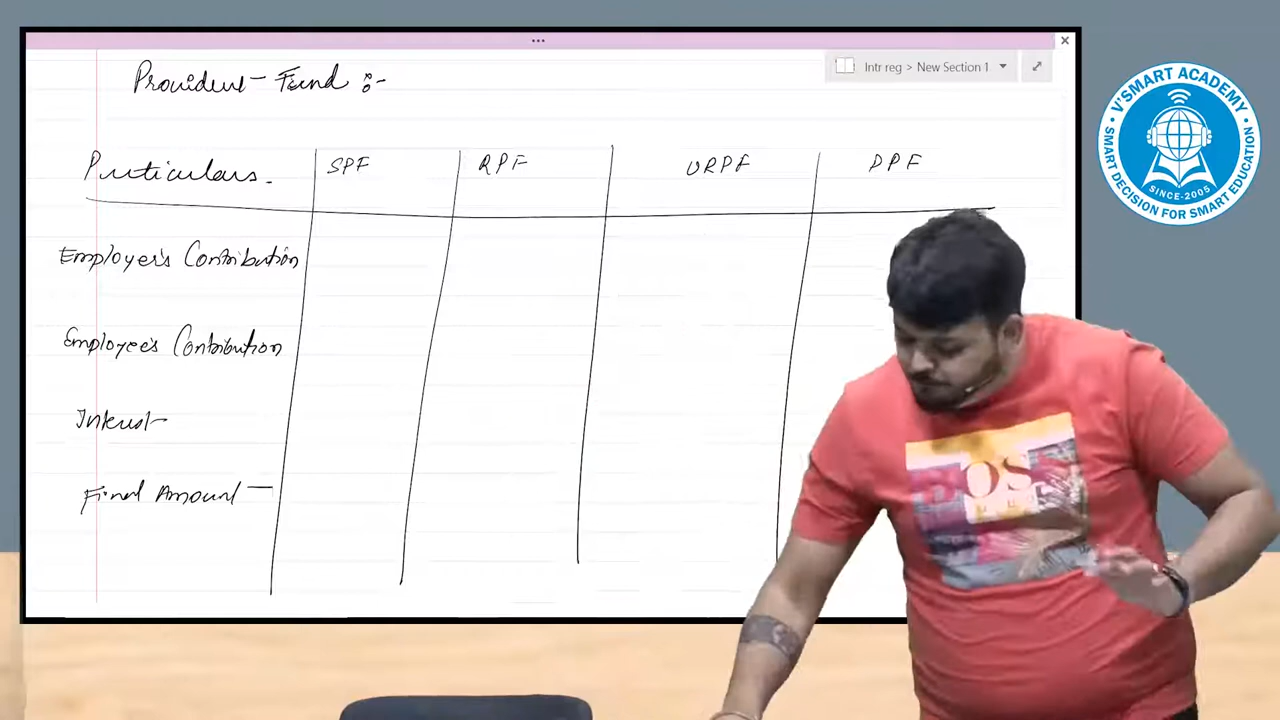 Intr reg > New Section 1
Provident Fund :-
Particulars. SPF RPF URPF PPF
Employer's Contribution
Employee's Contribution
Interest
Final Amount
V'SMART ACADEMY
SINCE-2005
SMART DECISION FOR SMART EDUCATION
OS